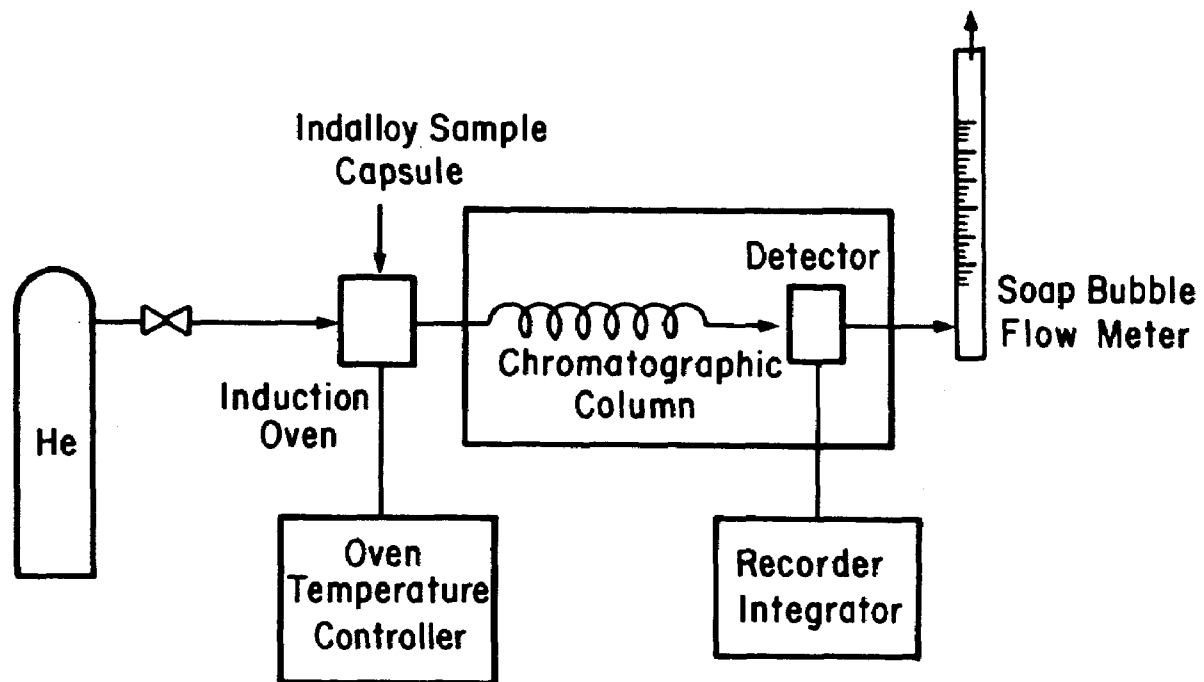 Indalloy Sample
Capsule
Detector
Soap Bubble
Flow Meter
Chromatographic
Column
Induction
Oven
He
Oven
Temperature
Controller
Recorder
Integrator